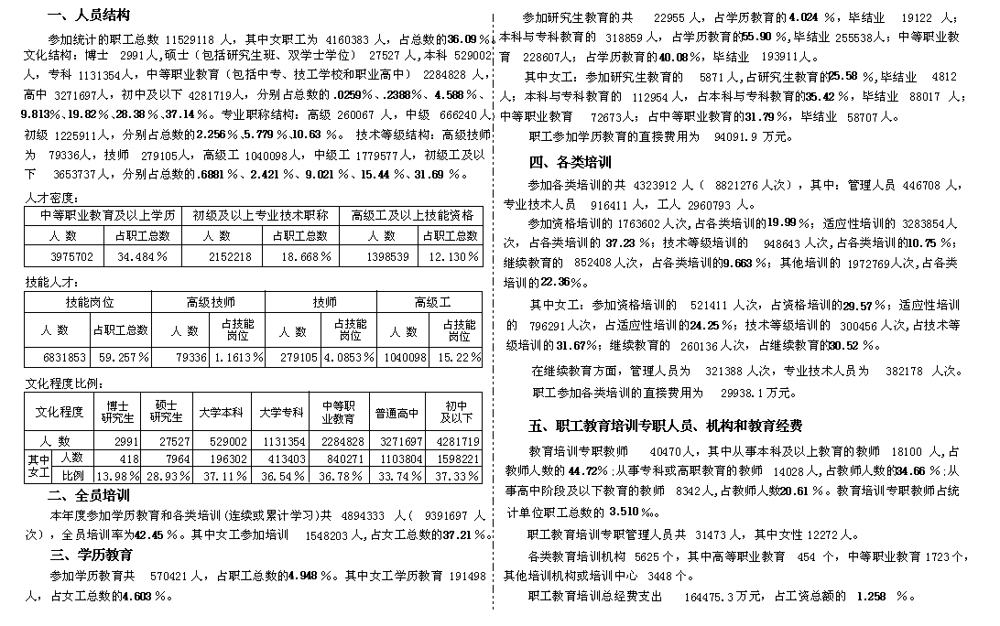 一、人员结构
参加统计的职工总数 11529118 人，其中女职工为 4160383 人，占总数的36.09％。
文化结构：博士 2991人,硕士（包括研究生班、双学士学位） 27527 人,本科 529002
人，专科 1131354人，中等职业教育（包括中专、技工学校和职业高中） 2284828 人，
高中 3271697人，初中及以下 4281719人，分别占总数的 .0259％、.2388％、4.588％、
9.813％、19.82％、28.38％、37.14％。专业职称结构：高级 260067 人，中级 666240人,
初级 1225911人，分别占总数的2.256％、5.779％、10.63 ％。 技术等级结构：高级技师
为 79336人，技师 279105人，高级工 1040098人，中级工 1779577人，初级工及以
下 3653737人，分别占总数的.6881％、2.421％、9.021％、15.44％、31.69％。
人才密度：
中等职业教育及以上学历 初级及以上专业技术职称 高级工及以上技能资格
人 数 占职工总数 人 数 占职工总数 人 数 占职工总数
3975702 34.484％ 2152218 18.668％ 1398539 12.130％
技能人才：
技能岗位 高级技师 技师 高级工
人 数 占职工总数 人 数 占技能岗位 人 数 占技能岗位 人 数 占技能岗位
6831853 59.257％ 79336 1.1613％ 279105 4.0853％ 1040098 15.22％
文化程度比例：
文化程度 博士研究生 硕士研究生 大学本科 大学专科 中等职业教育 普通高中 初中及以下
人 数 2991 27527 529002 1131354 2284828 3271697 4281719
其中女工 人数 418 7964 196302 413403 840271 1103804 1598221
比例 13.98％ 28.93％ 37.11％ 36.54％ 36.78％ 33.74％ 37.33％
二、全员培训
本年度参加学历教育和各类培训(连续或累计学习)共 4894333 人( 9391697 人
次)，全员培训率为42.45％。其中女工参加培训 1548203人,占女工总数的37.21％。
三、学历教育
参加学历教育共 570421人，占职工总数的4.948％。其中女工学历教育 191498
人，占女工总数的4.603％。
参加研究生教育的共 22955 人，占学历教育的4.024 ％，毕结业 19122 人；
本科与专科教育的 318859人，占学历教育的55.90％,毕结业 255538人；中等职业教
育 228607人；占学历教育的40.08％，毕结业 193911人。
其中女工：参加研究生教育的 5871人,占研究生教育的25.58 ％,毕结业 4812
人；本科与专科教育的 112954 人，占本科与专科教育的35.42％，毕结业 88017 人；
中等职业教育 72673人；占中等职业教育的31.79％，毕结业 58707人。
职工参加学历教育的直接费用为 94091.9 万元。
四、各类培训
参加各类培训的共 4323912 人（ 8821276人次），其中：管理人员 446708 人，
专业技术人员 916411人，工人 2960793 人。
参加资格培训的 1763602人次,占各类培训的19.99％；适应性培训的 3283854人
次，占各类培训的 37.23％；技术等级培训的 948643 人次,占各类培训的10.75％；
继续教育的 852408人次，占各类培训的9.663％；其他培训的 1972769人次,占各类
培训的22.36％。
其中女工：参加资格培训的 521411 人次，占资格培训的29.57％；适应性培训
的 796291人次，占适应性培训的24.25％；技术等级培训的 300456 人次,占技术等
级培训的31.67％；继续教育的 260136人次，占继续教育的30.52 ％。
在继续教育方面，管理人员为 321388人次，专业技术人员为 382178 人次。
职工参加各类培训的直接费用为 29938.1万元。
五、职工教育培训专职人员、机构和教育经费
教育培训专职教师 40470人，其中从事本科及以上教育的教师 18100 人，占
教师人数的44.72％；从事专科或高职教育的教师 14028人，占教师人数的34.66％；从
事高中阶段及以下教育的教师 8342人,占教师人数20.61％。教育培训专职教师占统
计单位职工总数的 3.510‰。
职工教育培训专职管理人员共 31473人，其中女性12272人。
各类教育培训机构 5625个，其中高等职业教育 454 个，中等职业教育1723个，
其他培训机构或培训中心 3448个。
职工教育培训总经费支出 164475.3万元，占工资总额的 1.258 ％。